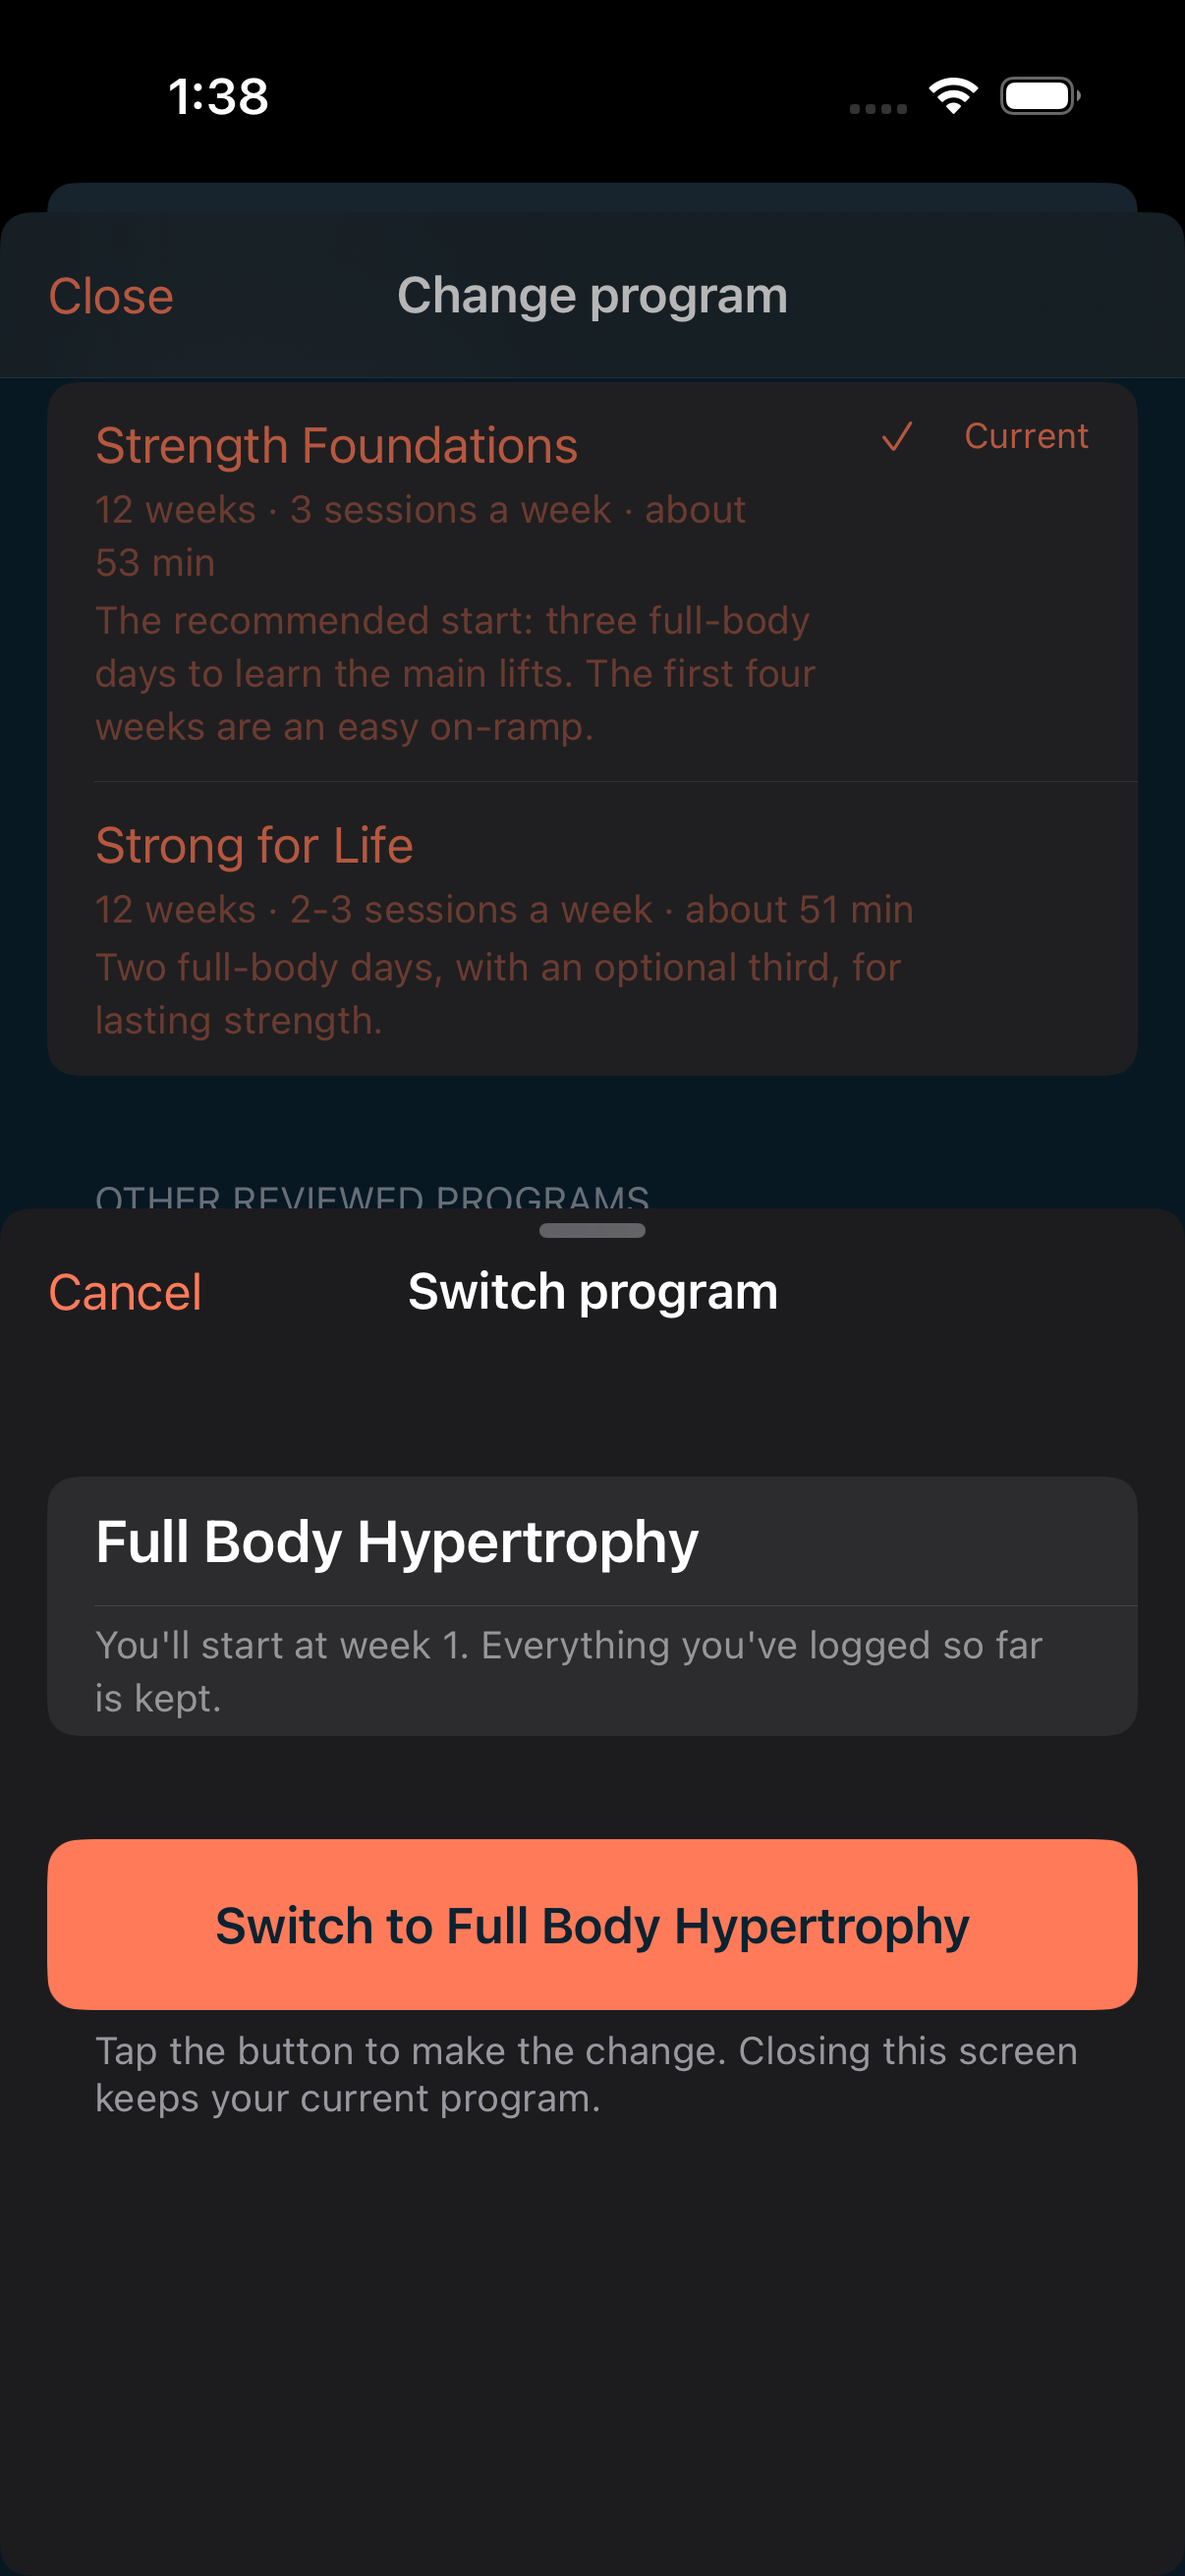 1:38
Close
Change program
Strength Foundations
Current
12 weeks · 3 sessions a week · about
53 min
The recommended start: three full-body
days to learn the main lifts. The first four
weeks are an easy on-ramp.
Strong for Life
12 weeks · 2-3 sessions a week · about 51 min
Two full-body days, with an optional third, for
lasting strength.
OTHER REVIEWED PROGRAMS
Cancel
Switch program
Full Body Hypertrophy
You'll start at week 1. Everything you've logged so far
is kept.
Switch to Full Body Hypertrophy
Tap the button to make the change. Closing this screen
keeps your current program.